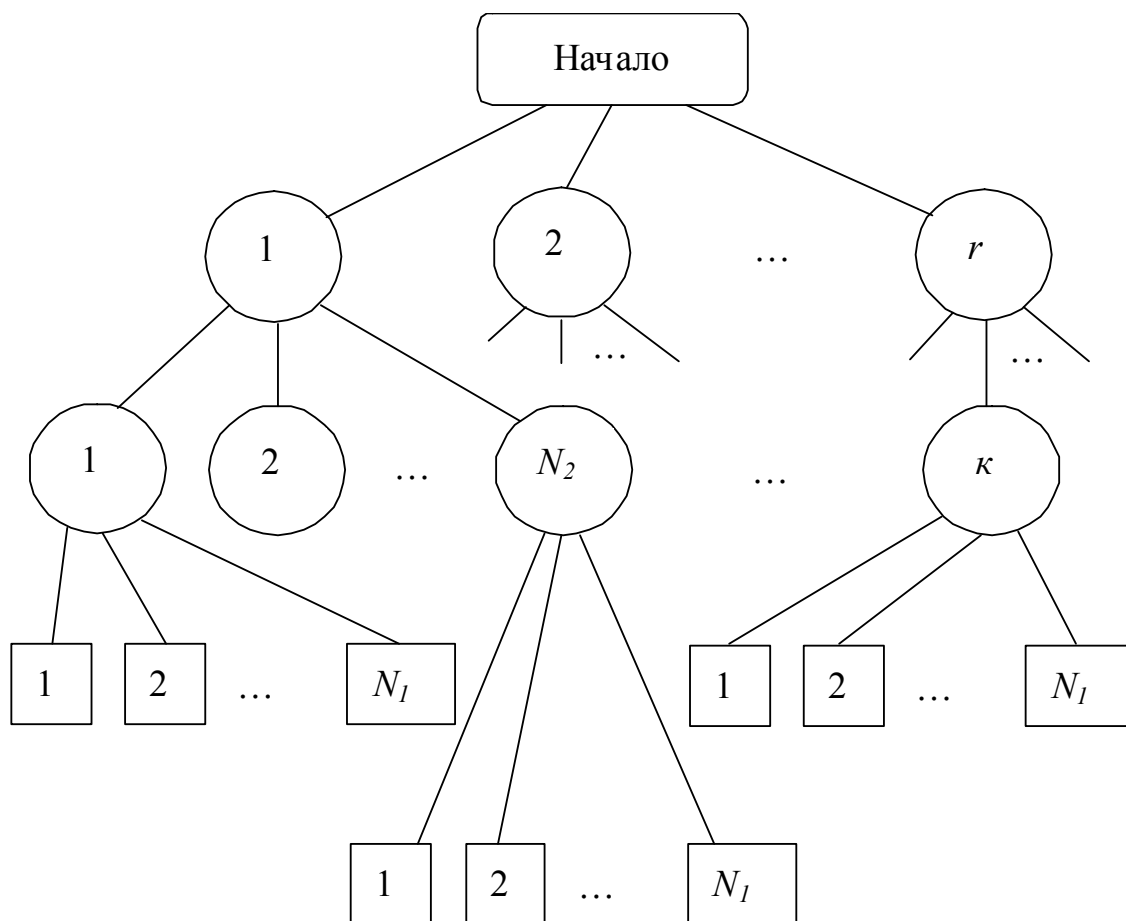 Начало
1 2 … r
… …
1 2 … N₂ … к
1 2 … N₁ 1 2 … N₁
1 2 … N₁